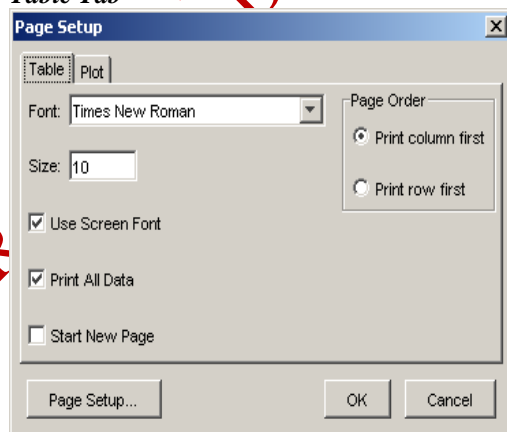 Table Tab
Page Setup
Table Plot
Font: Times New Roman
Page Order
Print column first
Size: 10
Print row first
Use Screen Font
Print All Data
Start New Page
Page Setup... OK Cancel